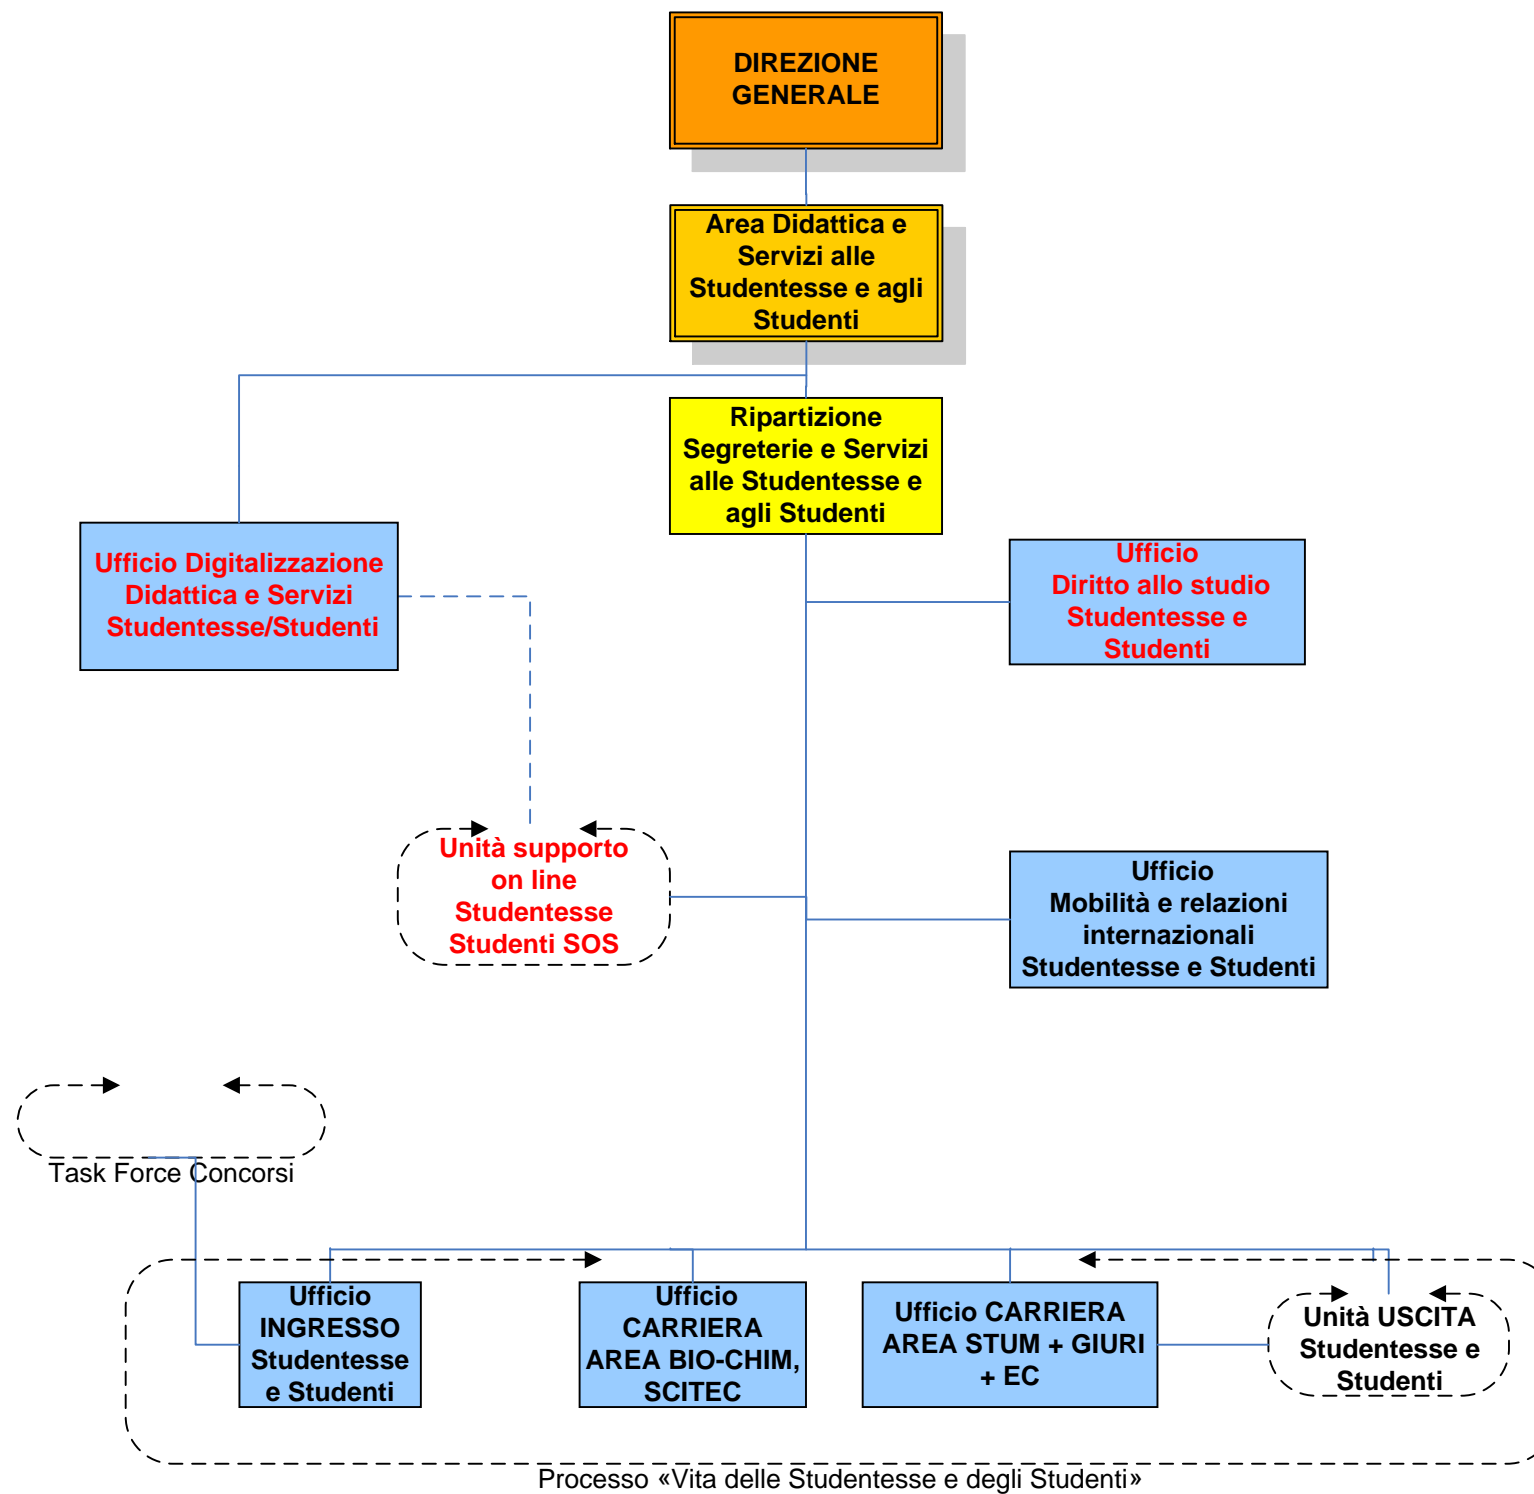 DIREZIONE
GENERALE
Area Didattica e
Servizi alle
Studentesse e agli
Studenti
Ripartizione
Segreterie e Servizi
alle Studentesse e
agli Studenti
Ufficio Digitalizzazione
Didattica e Servizi
Studentesse/Studenti
Ufficio
Diritto allo studio
Studentesse e
Studenti
Unità supporto
on line
Studentesse
Studenti SOS
Ufficio
Mobilità e relazioni
internazionali
Studentesse e Studenti
Task Force Concorsi
Ufficio
INGRESSO
Studentesse
e Studenti
Ufficio
CARRIERA
AREA BIO-CHIM,
SCITEC
Ufficio CARRIERA
AREA STUM + GIURI
+ EC
Unità USCITA
Studentesse e
Studenti
Processo «Vita delle Studentesse e degli Studenti»